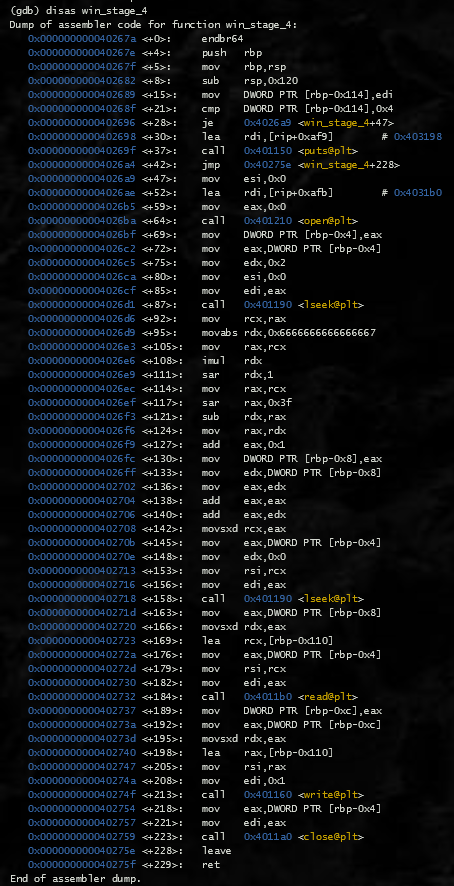 (gdb) disas win_stage_4
Dump of assembler code for function win_stage_4:
0x000000000040267a <+0>: endbr64
0x000000000040267e <+4>: push rbp
0x000000000040267f <+5>: mov rbp,rsp
0x0000000000402682 <+8>: sub rsp,0x120
0x0000000000402689 <+15>: mov DWORD PTR [rbp-0x114],edi
0x000000000040268f <+21>: cmp DWORD PTR [rbp-0x114],0x4
0x0000000000402696 <+28>: je 0x4026a9 <win_stage_4+47>
0x0000000000402698 <+30>: lea rdi,[rip+0xaf9] # 0x403198
0x000000000040269f <+37>: call 0x401150 <puts@plt>
0x00000000004026a4 <+42>: jmp 0x40275e <win_stage_4+228>
0x00000000004026a9 <+47>: mov esi,0x0
0x00000000004026ae <+52>: lea rdi,[rip+0xafb] # 0x4031b0
0x00000000004026b5 <+59>: mov eax,0x0
0x00000000004026ba <+64>: call 0x401210 <open@plt>
0x00000000004026bf <+69>: mov DWORD PTR [rbp-0x4],eax
0x00000000004026c2 <+72>: mov eax,DWORD PTR [rbp-0x4]
0x00000000004026c5 <+75>: mov edx,0x2
0x00000000004026ca <+80>: mov esi,0x0
0x00000000004026cf <+85>: mov edi,eax
0x00000000004026d1 <+87>: call 0x401190 <lseek@plt>
0x00000000004026d6 <+92>: mov rcx,rax
0x00000000004026d9 <+95>: movabs rdx,0x6666666666666667
0x00000000004026e3 <+105>: mov rax,rcx
0x00000000004026e6 <+108>: imul rdx
0x00000000004026e9 <+111>: sar rdx,1
0x00000000004026ec <+114>: mov rax,rcx
0x00000000004026ef <+117>: sar rax,0x3f
0x00000000004026f3 <+121>: sub rdx,rax
0x00000000004026f6 <+124>: mov rax,rdx
0x00000000004026f9 <+127>: add eax,0x1
0x00000000004026fc <+130>: mov DWORD PTR [rbp-0x8],eax
0x00000000004026ff <+133>: mov edx,DWORD PTR [rbp-0x8]
0x0000000000402702 <+136>: mov eax,edx
0x0000000000402704 <+138>: add eax,eax
0x0000000000402706 <+140>: add eax,edx
0x0000000000402708 <+142>: movsxd rcx,eax
0x000000000040270b <+145>: mov eax,DWORD PTR [rbp-0x4]
0x000000000040270e <+148>: mov edx,0x0
0x0000000000402713 <+153>: mov rsi,rcx
0x0000000000402716 <+156>: mov edi,eax
0x0000000000402718 <+158>: call 0x401190 <lseek@plt>
0x000000000040271d <+163>: mov eax,DWORD PTR [rbp-0x8]
0x0000000000402720 <+166>: movsxd rdx,eax
0x0000000000402723 <+169>: lea rcx,[rbp-0x110]
0x000000000040272a <+176>: mov eax,DWORD PTR [rbp-0x4]
0x000000000040272d <+179>: mov rsi,rcx
0x0000000000402730 <+182>: mov edi,eax
0x0000000000402732 <+184>: call 0x4011b0 <read@plt>
0x0000000000402737 <+189>: mov DWORD PTR [rbp-0xc],eax
0x000000000040273a <+192>: mov eax,DWORD PTR [rbp-0xc]
0x000000000040273d <+195>: movsxd rdx,eax
0x0000000000402740 <+198>: lea rax,[rbp-0x110]
0x0000000000402747 <+205>: mov rsi,rax
0x000000000040274a <+208>: mov edi,0x1
0x000000000040274f <+213>: call 0x401160 <write@plt>
0x0000000000402754 <+218>: mov eax,DWORD PTR [rbp-0x4]
0x0000000000402757 <+221>: mov edi,eax
0x0000000000402759 <+223>: call 0x4011a0 <close@plt>
0x000000000040275e <+228>: leave
0x000000000040275f <+229>: ret
End of assembler dump.